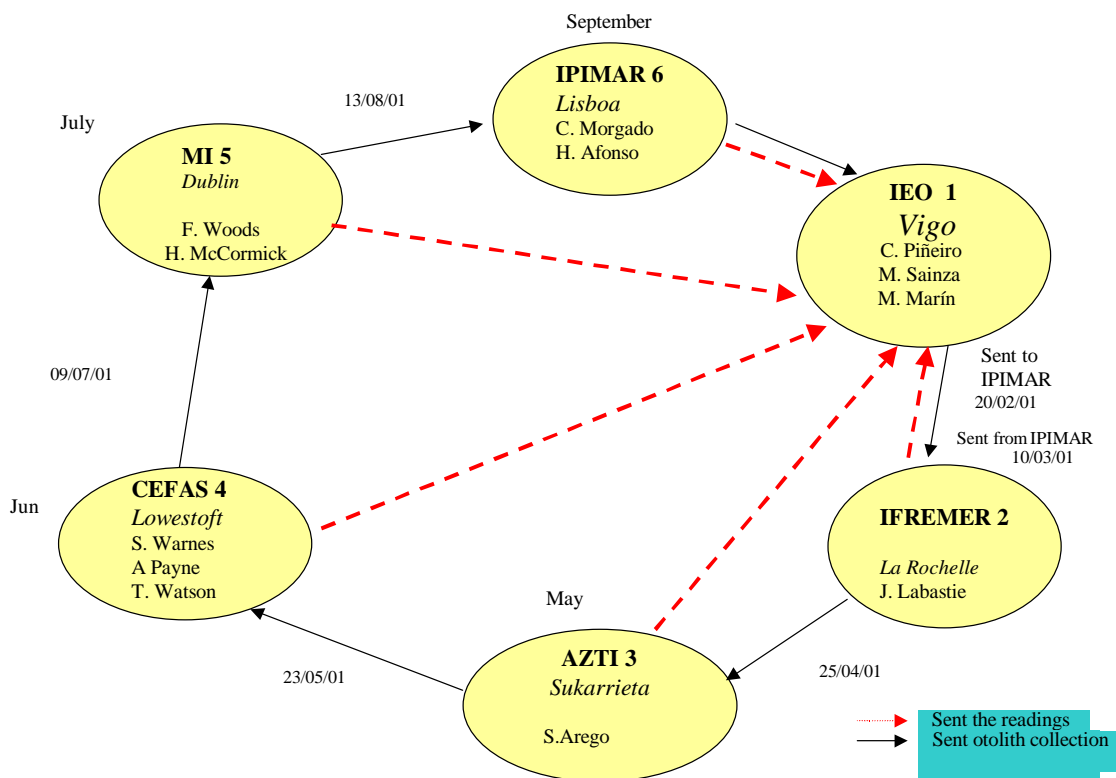 September
IPIMAR 6
Lisboa
C. Morgado
H. Afonso
13/08/01
July
MI 5
Dublin
F. Woods
H. McCormick
IEO 1
Vigo
C. Piñeiro
M. Sainza
M. Marín
09/07/01
Sent to
IPIMAR
20/02/01
Sent from IPIMAR
10/03/01
Jun
CEFAS 4
Lowestoft
S. Warnes
A Payne
T. Watson
IFREMER 2
La Rochelle
J. Labastie
May
AZTI 3
Sukarrieta
S.Arego
23/05/01
25/04/01
Sent the readings
Sent otolith collection